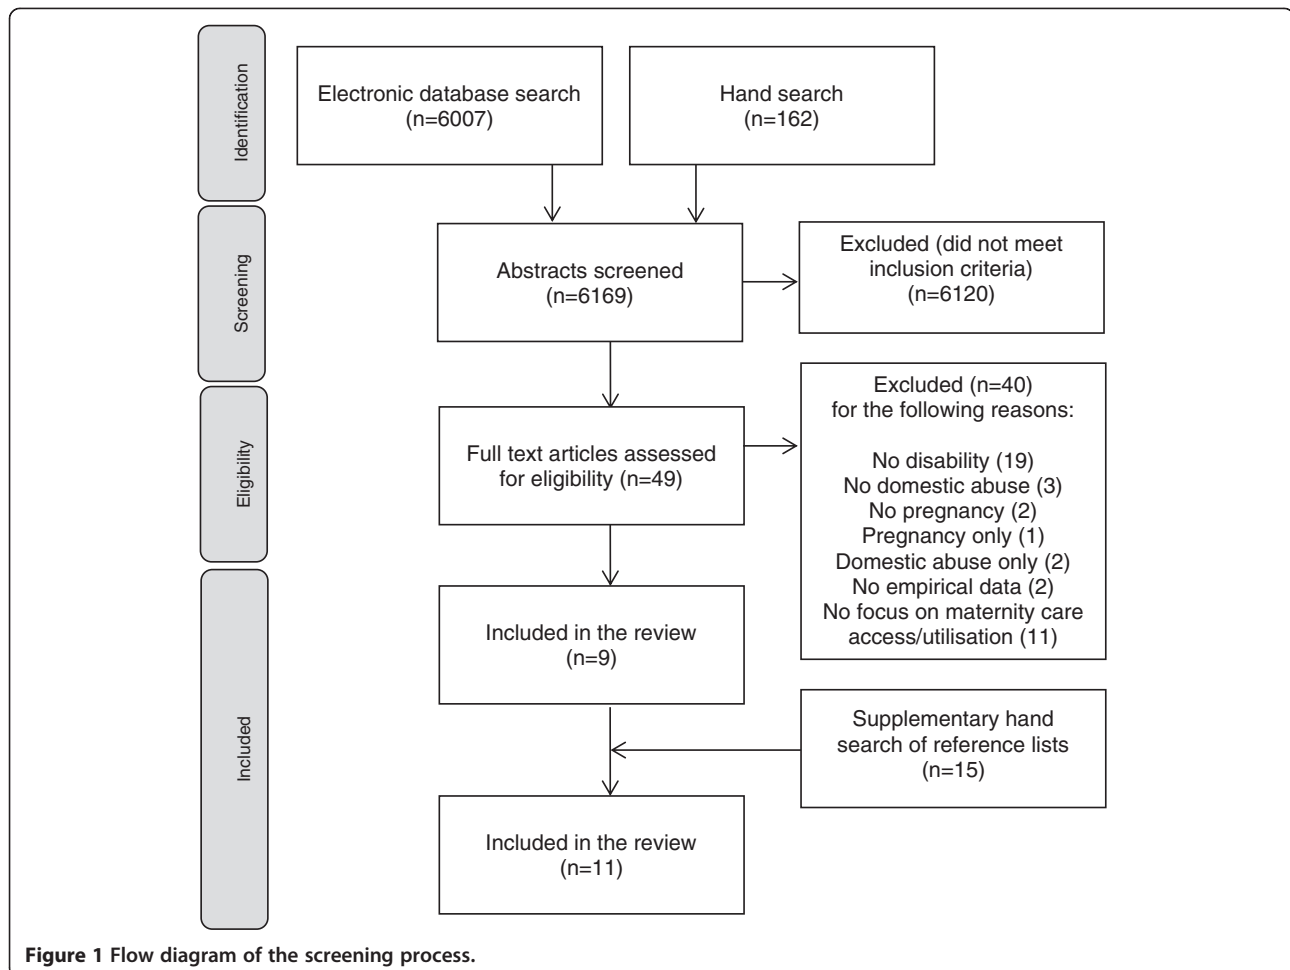 Identification
Electronic database search
(n=6007)
Hand search
(n=162)
Screening
Abstracts screened
(n=6169)
Excluded (did not meet
inclusion criteria)
(n=6120)
Eligibility
Full text articles assessed
for eligibility (n=49)
Excluded (n=40)
for the following reasons:
No disability (19)
No domestic abuse (3)
No pregnancy (2)
Pregnancy only (1)
Domestic abuse only (2)
No empirical data (2)
No focus on maternity care
access/utilisation (11)
Included
Included in the review
(n=9)
Supplementary hand
search of reference lists
(n=15)
Included in the review
(n=11)
Figure 1 Flow diagram of the screening process.